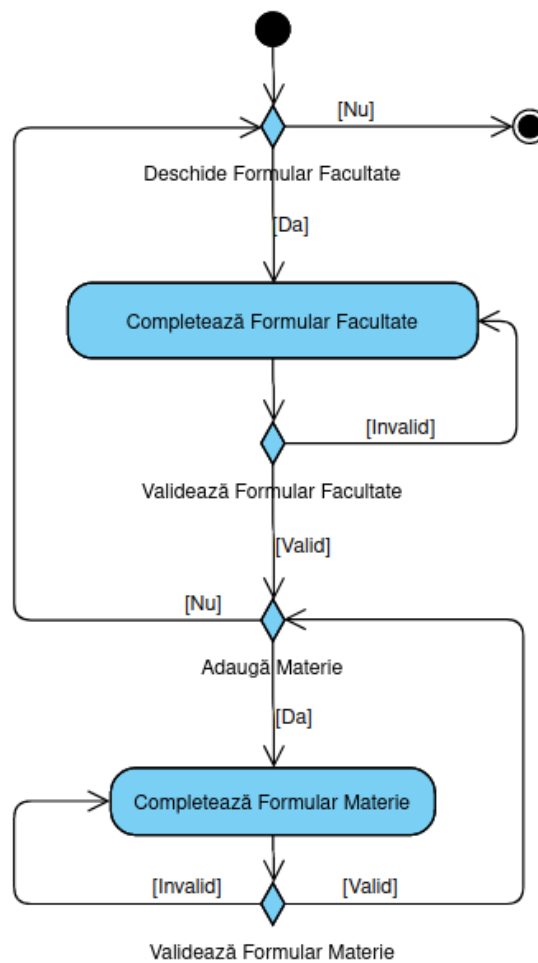 [Nu]
Deschide Formular Facultate
[Da]
Completează Formular Facultate
[Invalid]
Validează Formular Facultate
[Valid]
[Nu]
Adaugă Materie
[Da]
Completează Formular Materie
[Invalid]
[Valid]
Validează Formular Materie